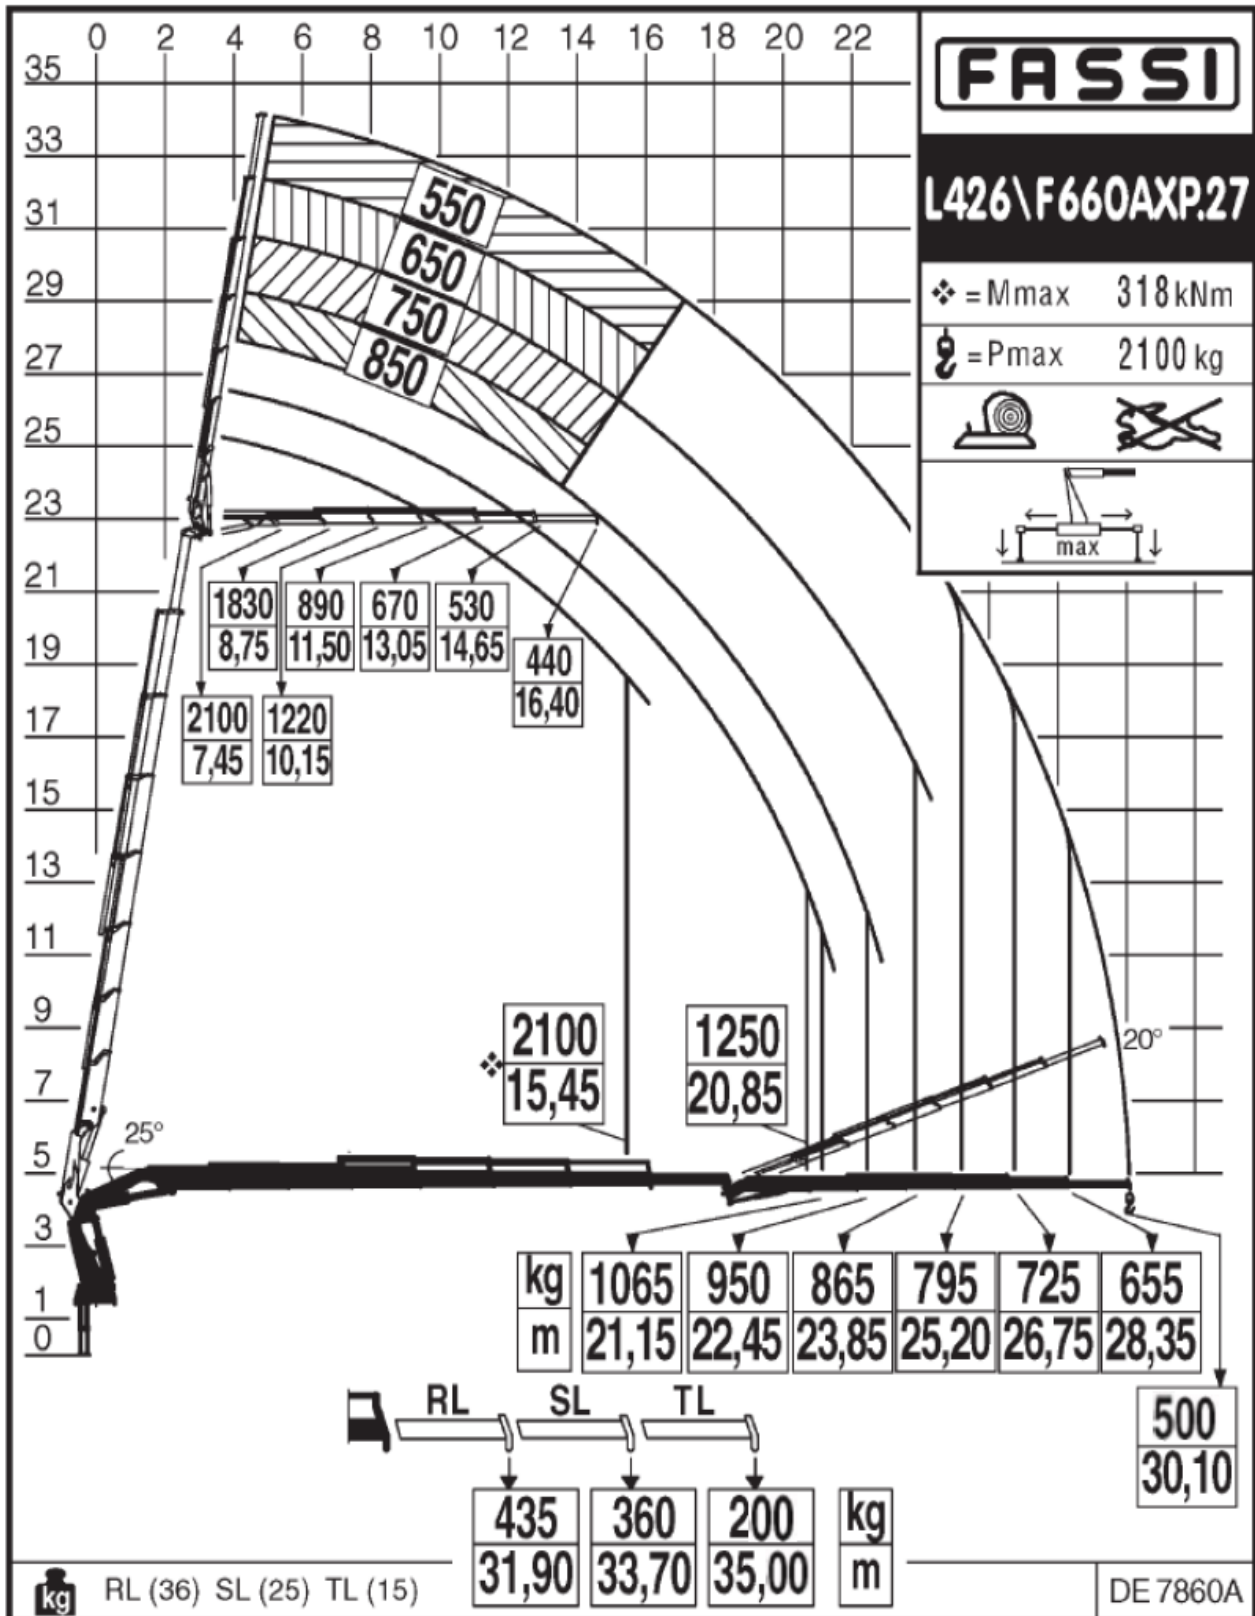 0 2 4 6 8 10 12 14 16 18 20 22
FASSI
35
33
L426\F660AXP.27
31
550
650
750
850
29
❖ = Mmax 318 kNm
= Pmax 2100 kg
27
25
23
max
21
1830 890 670 530
8,75 11,50 13,05 14,65
440
16,40
19
2100 1220
7,45 10,15
17
15
13
11
9
2100 1250
❖ 15,45 20,85
20°
7
25°
5
3
1
0
kg 1065 950 865 795 725 655
m 21,15 22,45 23,85 25,20 26,75 28,35
RL SL TL
500
30,10
435 360 200 kg
31,90 33,70 35,00 m
kg RL (36) SL (25) TL (15)
DE 7860A